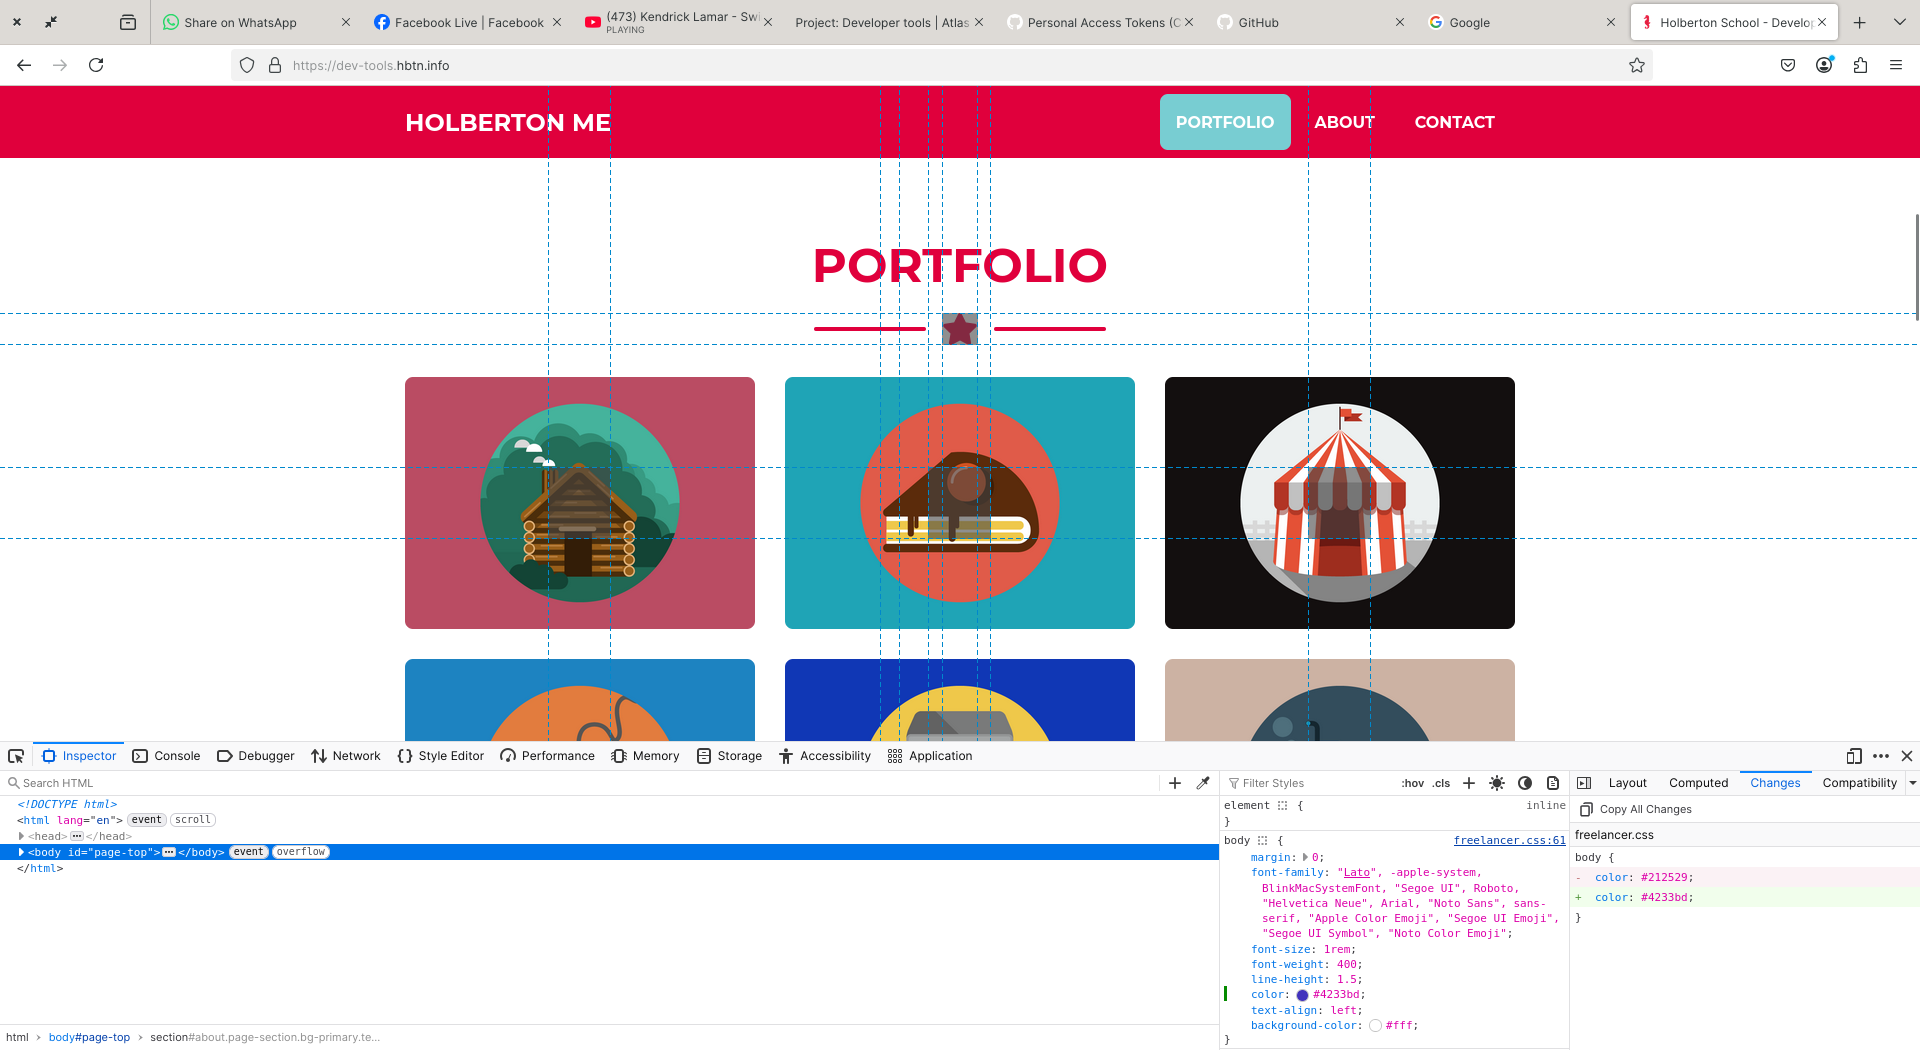 Share on WhatsApp
Facebook Live | Facebook
(473) Kendrick Lamar - Swi
PLAYING
Project: Developer tools | Atlas
Personal Access Tokens (C
GitHub
Google
Holberton School - Develop
https://dev-tools.hbtn.info
HOLBERTON ME
PORTFOLIO
ABOUT
CONTACT
PORTFOLIO
Inspector
Console
Debugger
Network
Style Editor
Performance
Memory
Storage
Accessibility
Application
Search HTML
<!DOCTYPE html>
<html lang="en"> event scroll
<head> ••• </head>
<body id="page-top"> ••• </body> event overflow
</html>
html > body#page-top > section#about.page-section.bg-primary.te...
Filter Styles
:hov .cls
element {
inline
}
body {
freelancer.css:61
margin: 0;
font-family: "Lato", -apple-system,
BlinkMacSystemFont, "Segoe UI", Roboto,
"Helvetica Neue", Arial, "Noto Sans", sans-
serif, "Apple Color Emoji", "Segoe UI Emoji",
"Segoe UI Symbol", "Noto Color Emoji";
font-size: 1rem;
font-weight: 400;
line-height: 1.5;
color: #4233bd;
text-align: left;
background-color: #fff;
}
Layout
Computed
Changes
Compatibility
Copy All Changes
freelancer.css
body {
- color: #212529;
+ color: #4233bd;
}